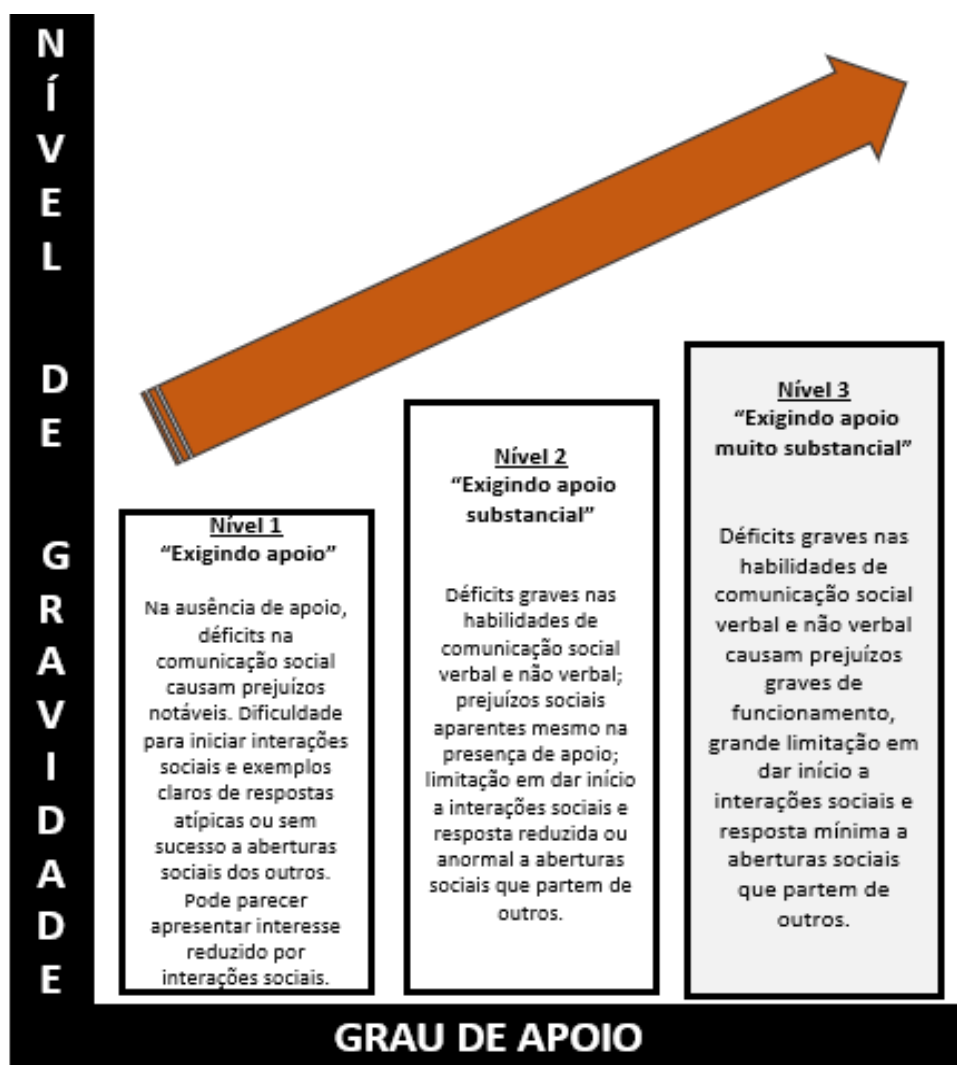 NÍVEL DE GRAVIDADE
Nível 1
“Exigindo apoio”
Na ausência de apoio,
déficits na
comunicação social
causam prejuízos
notáveis. Dificuldade
para iniciar interações
sociais e exemplos
claros de respostas
atípicas ou sem
sucesso a aberturas
sociais dos outros.
Pode parecer
apresentar interesse
reduzido por
interações sociais.
Nível 2
“Exigindo apoio
substancial”
Déficits graves nas
habilidades de
comunicação social
verbal e não verbal;
prejuízos sociais
aparentes mesmo na
presença de apoio;
limitação em dar início
a interações sociais e
resposta reduzida ou
anormal a aberturas
sociais que partem de
outros.
Nível 3
“Exigindo apoio
muito substancial”
Déficits graves nas
habilidades de
comunicação social
verbal e não verbal
causam prejuízos
graves de
funcionamento,
grande limitação em
dar início a
interações sociais e
resposta mínima a
aberturas sociais
que partem de
outros.
GRAU DE APOIO